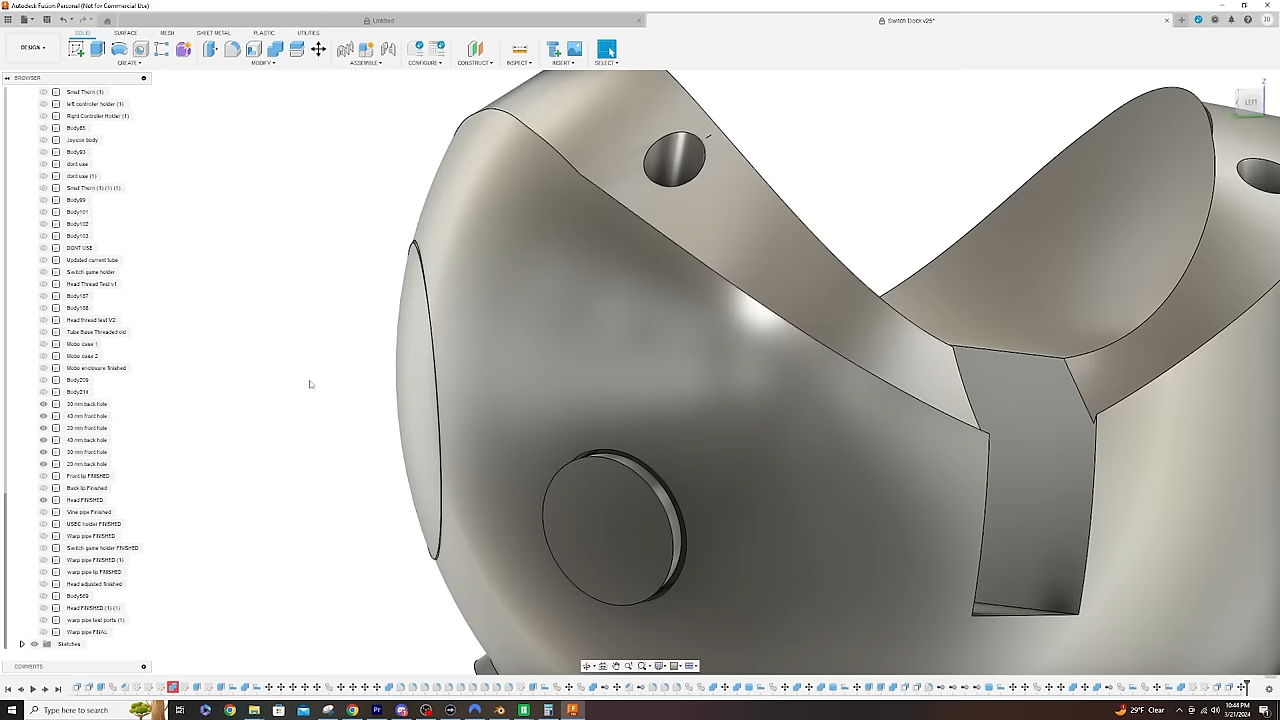 Autodesk Fusion Personal (Not for Commercial Use)
Untitled
Switch Dock v25*
DESIGN
SOLID
SURFACE
MESH
SHEET METAL
PLASTIC
UTILITIES
CREATE
MODIFY
ASSEMBLE
CONFIGURE
CONSTRUCT
INSPECT
INSERT
SELECT
BROWSER
Small Thorn (1)
left controller holder (1)
Right Controller Holder (1)
Body85
Joycon body
Body93
dont use
dont use (1)
Small Thorn (1) (1) (1)
Body99
Body101
Body102
Body103
DONT USE
Updated current tube
Switch game holder
Head Thread Test v1
Body187
Body188
Head thread test V2
Tube Base Threaded old
Mobo case 1
Mobo case 2
Mobo enclosure finished
Body209
Body214
30 mm back hole
40 mm front hole
20 mm front hole
40 mm back hole
30 mm front hole
20 mm back hole
Front lip FINISHED
Back lip Finished
Head FINISHED
Vine pipe Finished
USBC holder FINISHED
Warp pipe FINISHED
Switch game holder FINISHED
Warp pipe FINISHED (1)
warp pipe lip FINISHED
Head adjusted finished
Body569
Head FINISHED (1) (1)
warp pipe test ports (1)
Warp pipe FINAL
Sketches
COMMENTS
LEFT
Z
Type here to search
29°F Clear
10:44 PM
3/21/2024